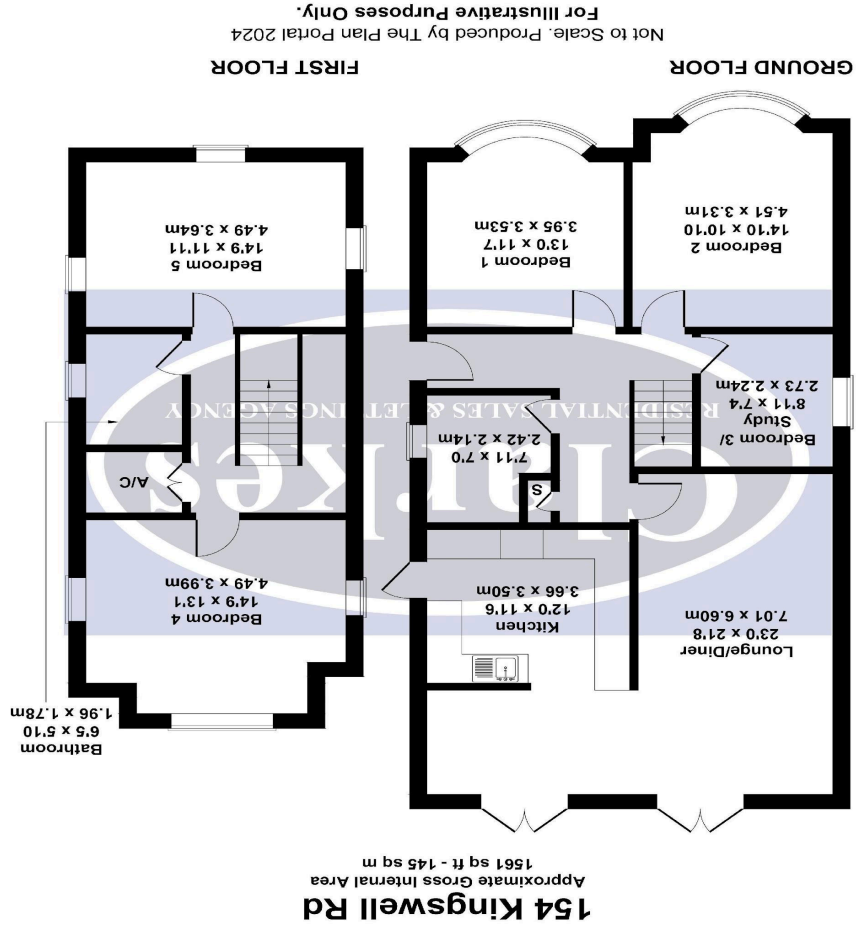 154 Kingswell Rd
Approximate Gross Internal Area
1561 sq ft - 145 sq m
Lounge/Diner
23'0 x 21'8
7.01 x 6.60m
Kitchen
12'0 x 11'6
3.66 x 3.50m
S
7'11 x 7'0
2.42 x 2.14m
Bedroom 3/
Study
8'11 x 7'4
2.73 x 2.24m
Bedroom 2
14'10 x 10'10
4.51 x 3.31m
Bedroom 1
13'0 x 11'7
3.95 x 3.53m
GROUND FLOOR
Bathroom
6'5 x 5'10
1.96 x 1.78m
Bedroom 4
14'9 x 13'1
4.49 x 3.99m
A/C
Bedroom 5
14'9 x 11'11
4.49 x 3.64m
FIRST FLOOR
Clarkes
RESIDENTIAL SALES & LETTINGS AGENCY
Not to Scale. Produced by The Plan Portal 2024
For Illustrative Purposes Only.